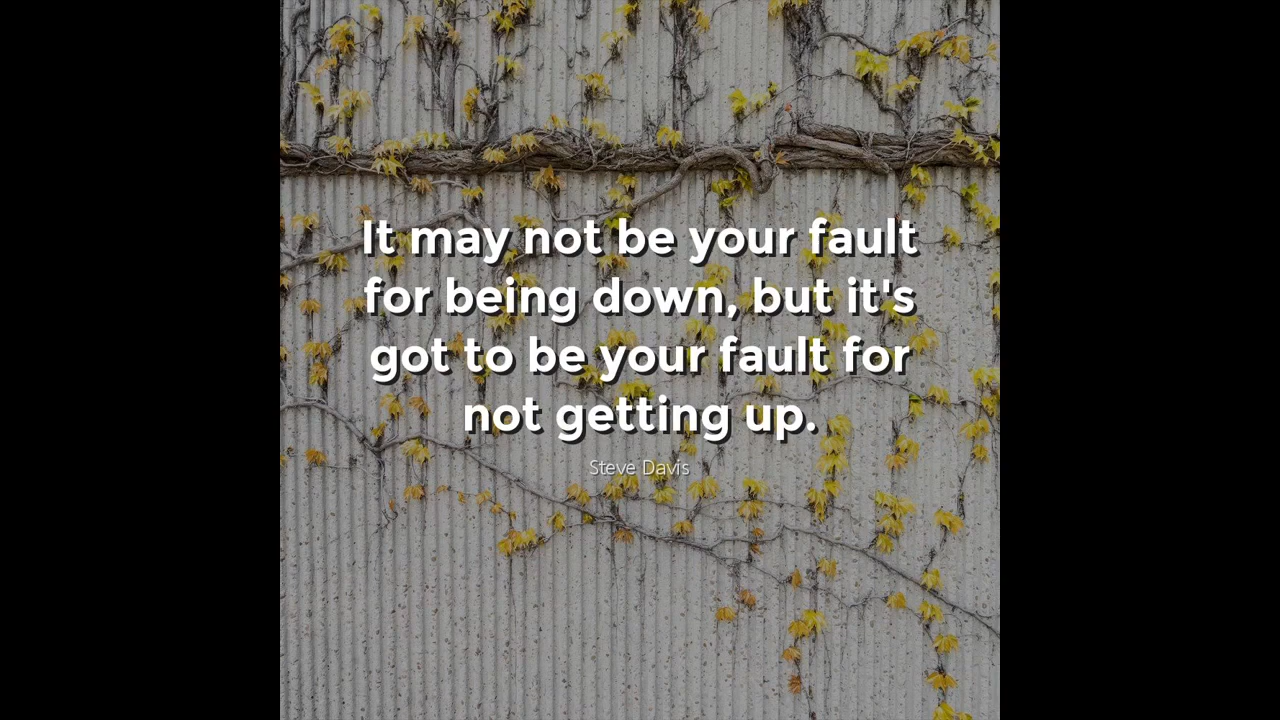 It may not be your fault
for being down, but it's
got to be your fault for
not getting up.
Steve Davis